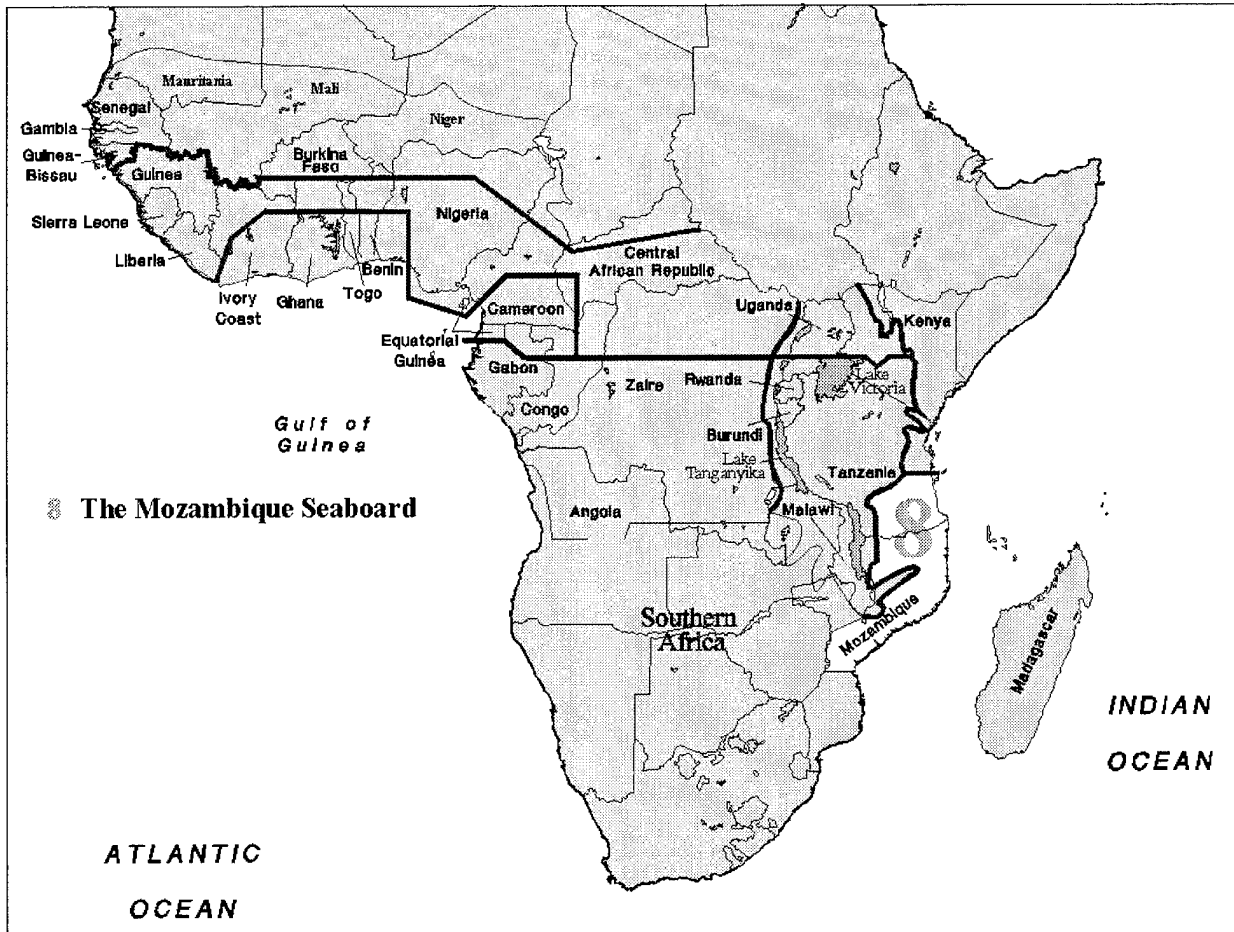 Mauritania
Mali
Niger
Senegal
Gambia
Guinea-
Bissau
Guinea
Burkina
Faso
Sierra Leone
Liberia
Ivory
Coast
Ghana
Togo
Benin
Nigeria
Central
African Republic
Cameroon
Equatorial
Guinea
Gabon
Congo
Zaire
Uganda
Kenya
Rwanda
Lake
Victoria
Burundi
Lake
Tanganyika
Tanzania
Gulf of
Guinea
8 The Mozambique Seaboard
Angola
Malawi
8
Southern
Africa
Mozambique
Madagascar
INDIAN
OCEAN
ATLANTIC
OCEAN